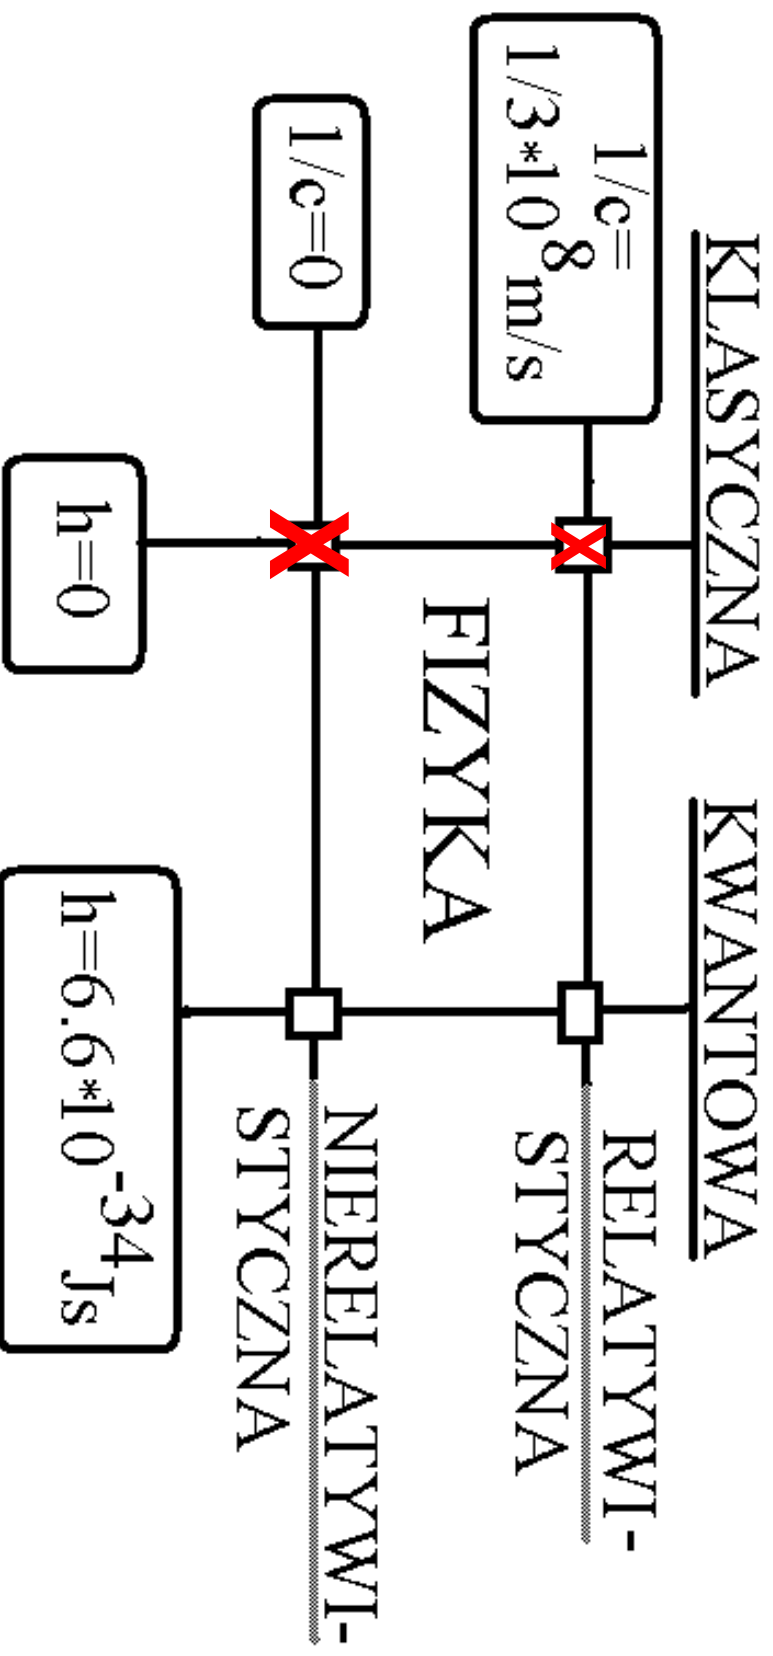 KLASYCZNA
KWANTOWA
1/c=
1/3*10⁸ m/s
RELATYWI-
STYCZNA
FIZYKA
1/c=0
NIERELATYWI-
STYCZNA
h=0
h=6.6*10⁻³⁴Js